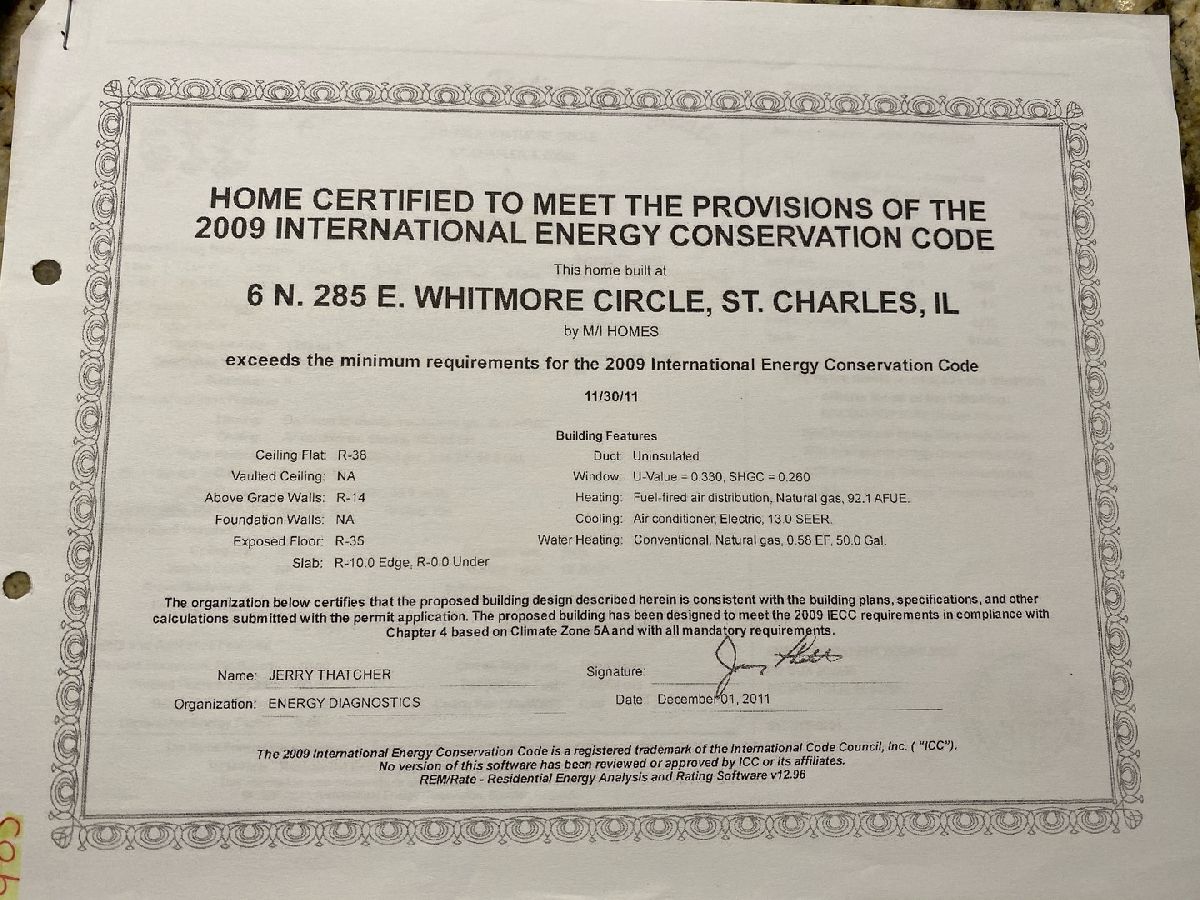 HOME CERTIFIED TO MEET THE PROVISIONS OF THE
2009 INTERNATIONAL ENERGY CONSERVATION CODE
This home built at
6 N. 285 E. WHITMORE CIRCLE, ST. CHARLES, IL
by M/I HOMES
exceeds the minimum requirements for the 2009 International Energy Conservation Code
11/30/11
Building Features
Ceiling Flat: R-38
Vaulted Ceiling: NA
Above Grade Walls: R-14
Foundation Walls: NA
Exposed Floor: R-35
Slab: R-10.0 Edge, R-0.0 Under
Duct: Uninsulated
Window: U-Value = 0.330, SHGC = 0.260
Heating: Fuel-fired air distribution, Natural gas, 92.1 AFUE.
Cooling: Air conditioner, Electric, 13.0 SEER.
Water Heating: Conventional, Natural gas, 0.58 EF, 50.0 Gal.
The organization below certifies that the proposed building design described herein is consistent with the building plans, specifications, and other
calculations submitted with the permit application. The proposed building has been designed to meet the 2009 IECC requirements in compliance with
Chapter 4 based on Climate Zone 5A and with all mandatory requirements.
Name: JERRY THATCHER
Signature:
Organization: ENERGY DIAGNOSTICS
Date: December 01, 2011
The 2009 International Energy Conservation Code is a registered trademark of the International Code Council, Inc. ( "ICC").
No version of this software has been reviewed or approved by ICC or its affiliates.
REM/Rate - Residential Energy Analysis and Rating Software v12.96